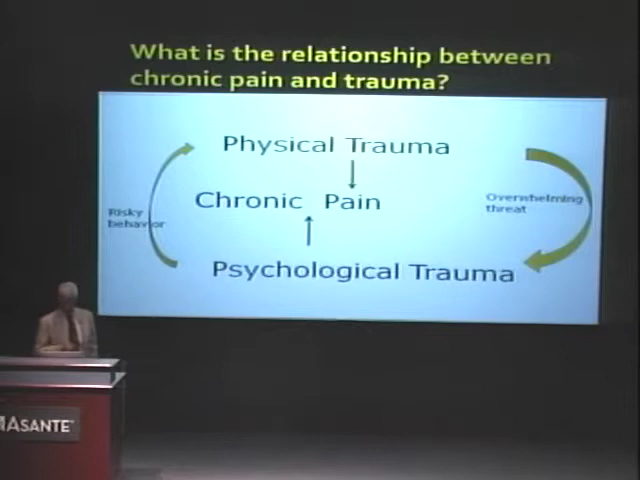 What is the relationship between
chronic pain and trauma?
Physical Trauma
Chronic Pain
Overwhelming
threat
Risky
behavior
Psychological Trauma
ASANTE